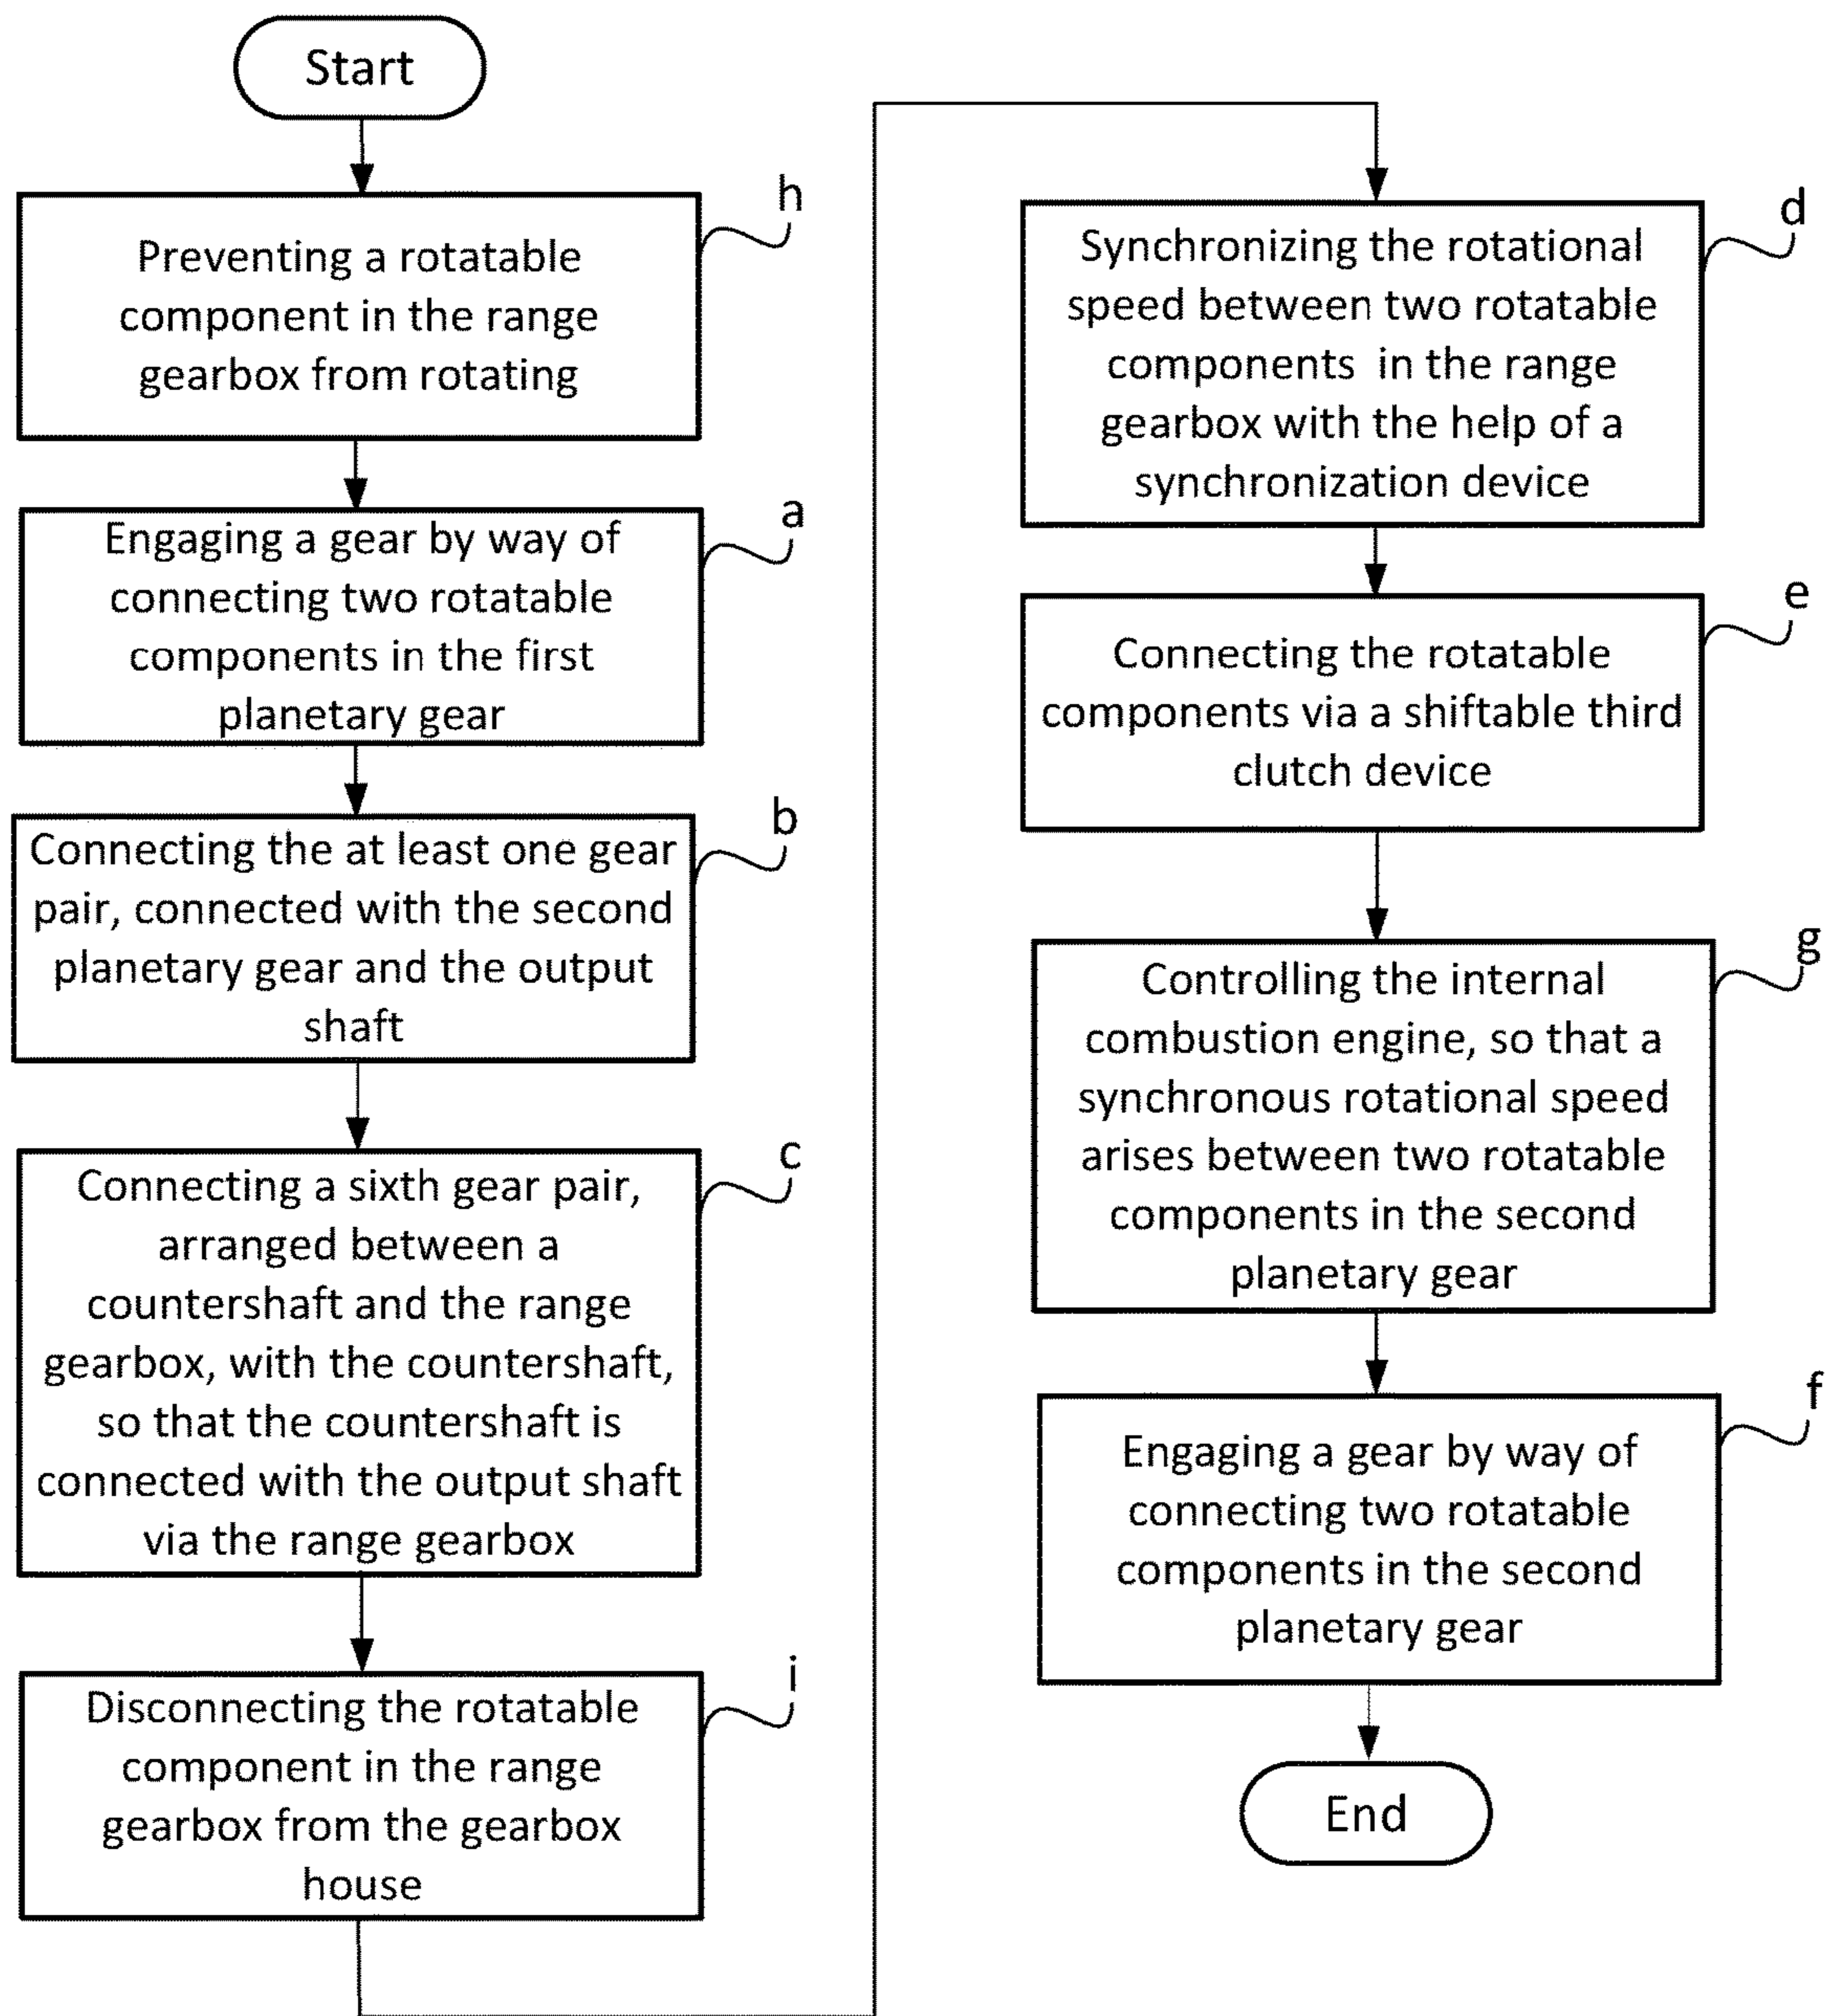 Start
h
Preventing a rotatable
component in the range
gearbox from rotating
a
Engaging a gear by way of
connecting two rotatable
components in the first
planetary gear
b
Connecting the at least one gear
pair, connected with the second
planetary gear and the output
shaft
c
Connecting a sixth gear pair,
arranged between a
countershaft and the range
gearbox, with the countershaft,
so that the countershaft is
connected with the output shaft
via the range gearbox
i
Disconnecting the rotatable
component in the range
gearbox from the gearbox
house
d
Synchronizing the rotational
speed between two rotatable
components in the range
gearbox with the help of a
synchronization device
e
Connecting the rotatable
components via a shiftable third
clutch device
g
Controlling the internal
combustion engine, so that a
synchronous rotational speed
arises between two rotatable
components in the second
planetary gear
f
Engaging a gear by way of
connecting two rotatable
components in the second
planetary gear
End